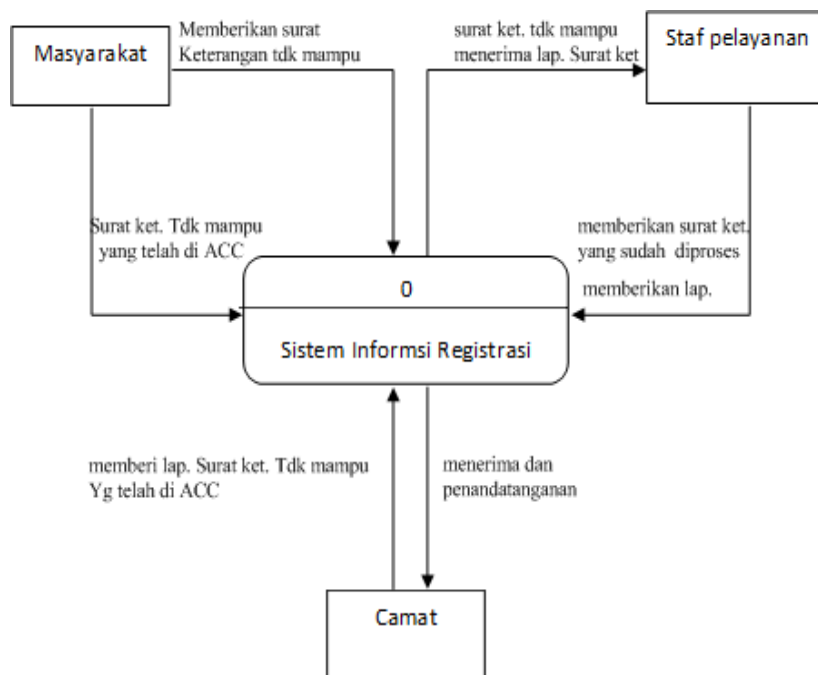 Masyarakat
Memberikan surat
Keterangan tdk mampu
surat ket. tdk mampu
menerima lap. Surat ket
Staf pelayanan
Surat ket. Tdk mampu
yang telah di ACC
memberikan surat ket.
yang sudah diproses
memberikan lap.
0
Sistem Informsi Registrasi
memberi lap. Surat ket. Tdk mampu
Yg telah di ACC
menerima dan
penandatanganan
Camat